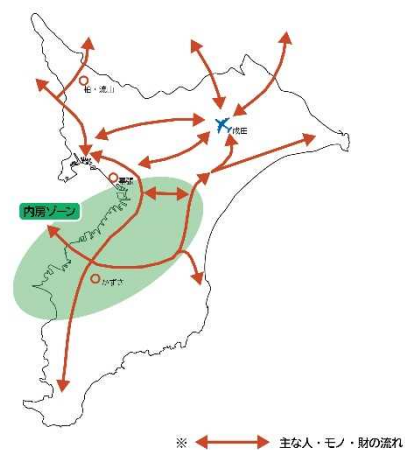 柏・流山
成田
幕張
内房ゾーン
かずさ
※ 主な人・モノ・財の流れ